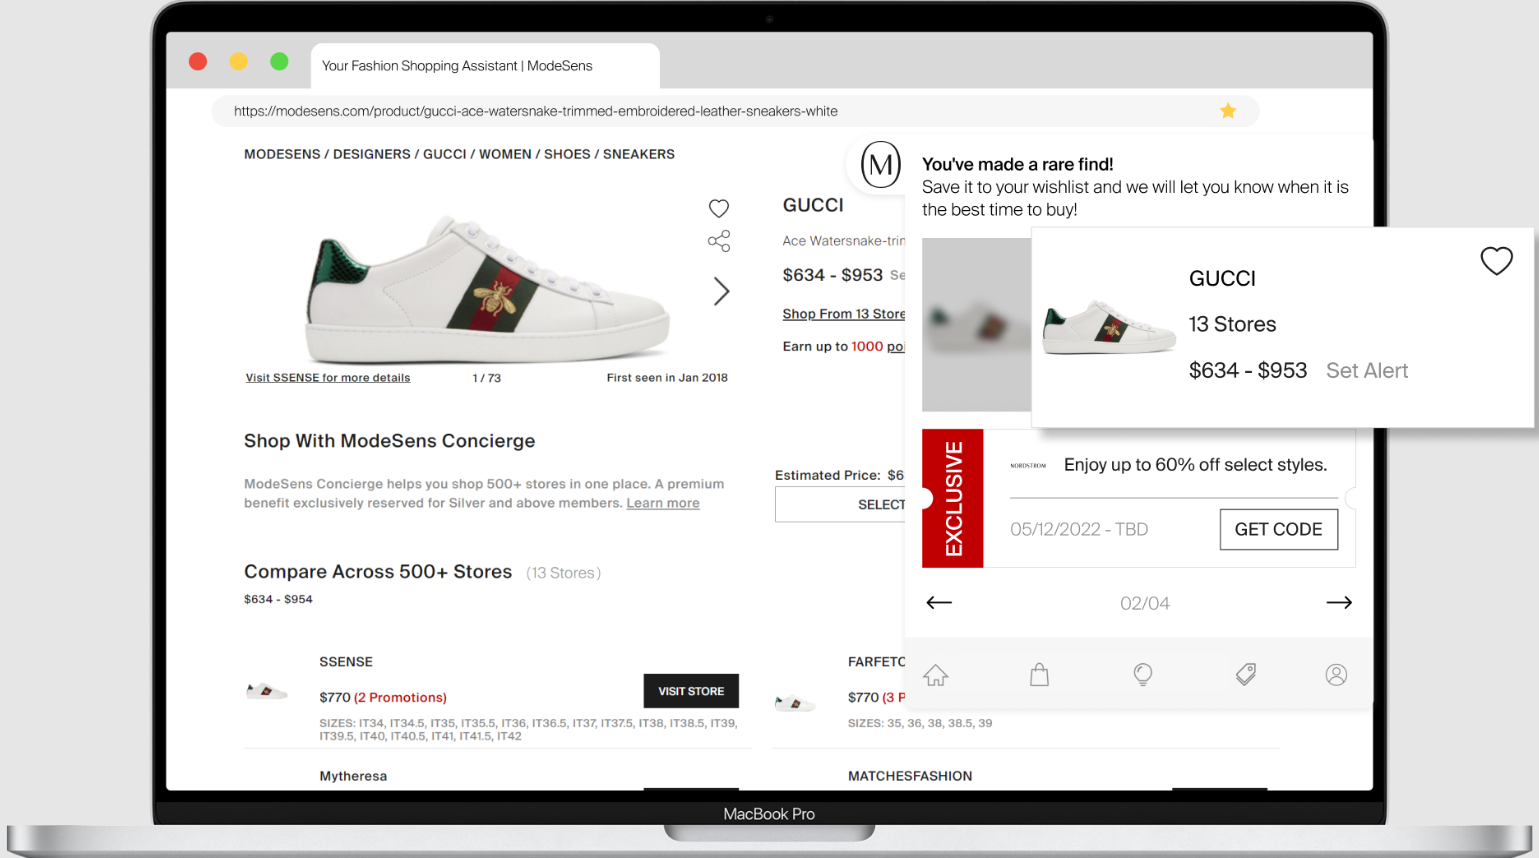 Your Fashion Shopping Assistant | ModeSens
https://modesens.com/product/gucci-ace-watersnake-trimmed-embroidered-leather-sneakers-white
MODESENS / DESIGNERS / GUCCI / WOMEN / SHOES / SNEAKERS
Visit SSENSE for more details
1 / 73
First seen in Jan 2018
GUCCI
Ace Watersnake-trim
$634 - $953 Se
Shop From 13 Store
Earn up to 1000 poi
Shop With ModeSens Concierge
ModeSens Concierge helps you shop 500+ stores in one place. A premium
benefit exclusively reserved for Silver and above members. Learn more
Estimated Price: $6
SELECT
Compare Across 500+ Stores (13 Stores)
$634 - $954
SSENSE
$770 (2 Promotions)
SIZES: IT34, IT34.5, IT35, IT35.5, IT36, IT36.5, IT37, IT37.5, IT38, IT38.5, IT39,
IT39.5, IT40, IT40.5, IT41, IT41.5, IT42
VISIT STORE
FARFETC
$770 (3 P
SIZES: 35, 36, 38, 38.5, 39
Mytheresa
MATCHESFASHION
M
You've made a rare find!
Save it to your wishlist and we will let you know when it is
the best time to buy!
GUCCI
13 Stores
$634 - $953 Set Alert
EXCLUSIVE
NORDSTROM
Enjoy up to 60% off select styles.
05/12/2022 - TBD
GET CODE
02/04
MacBook Pro